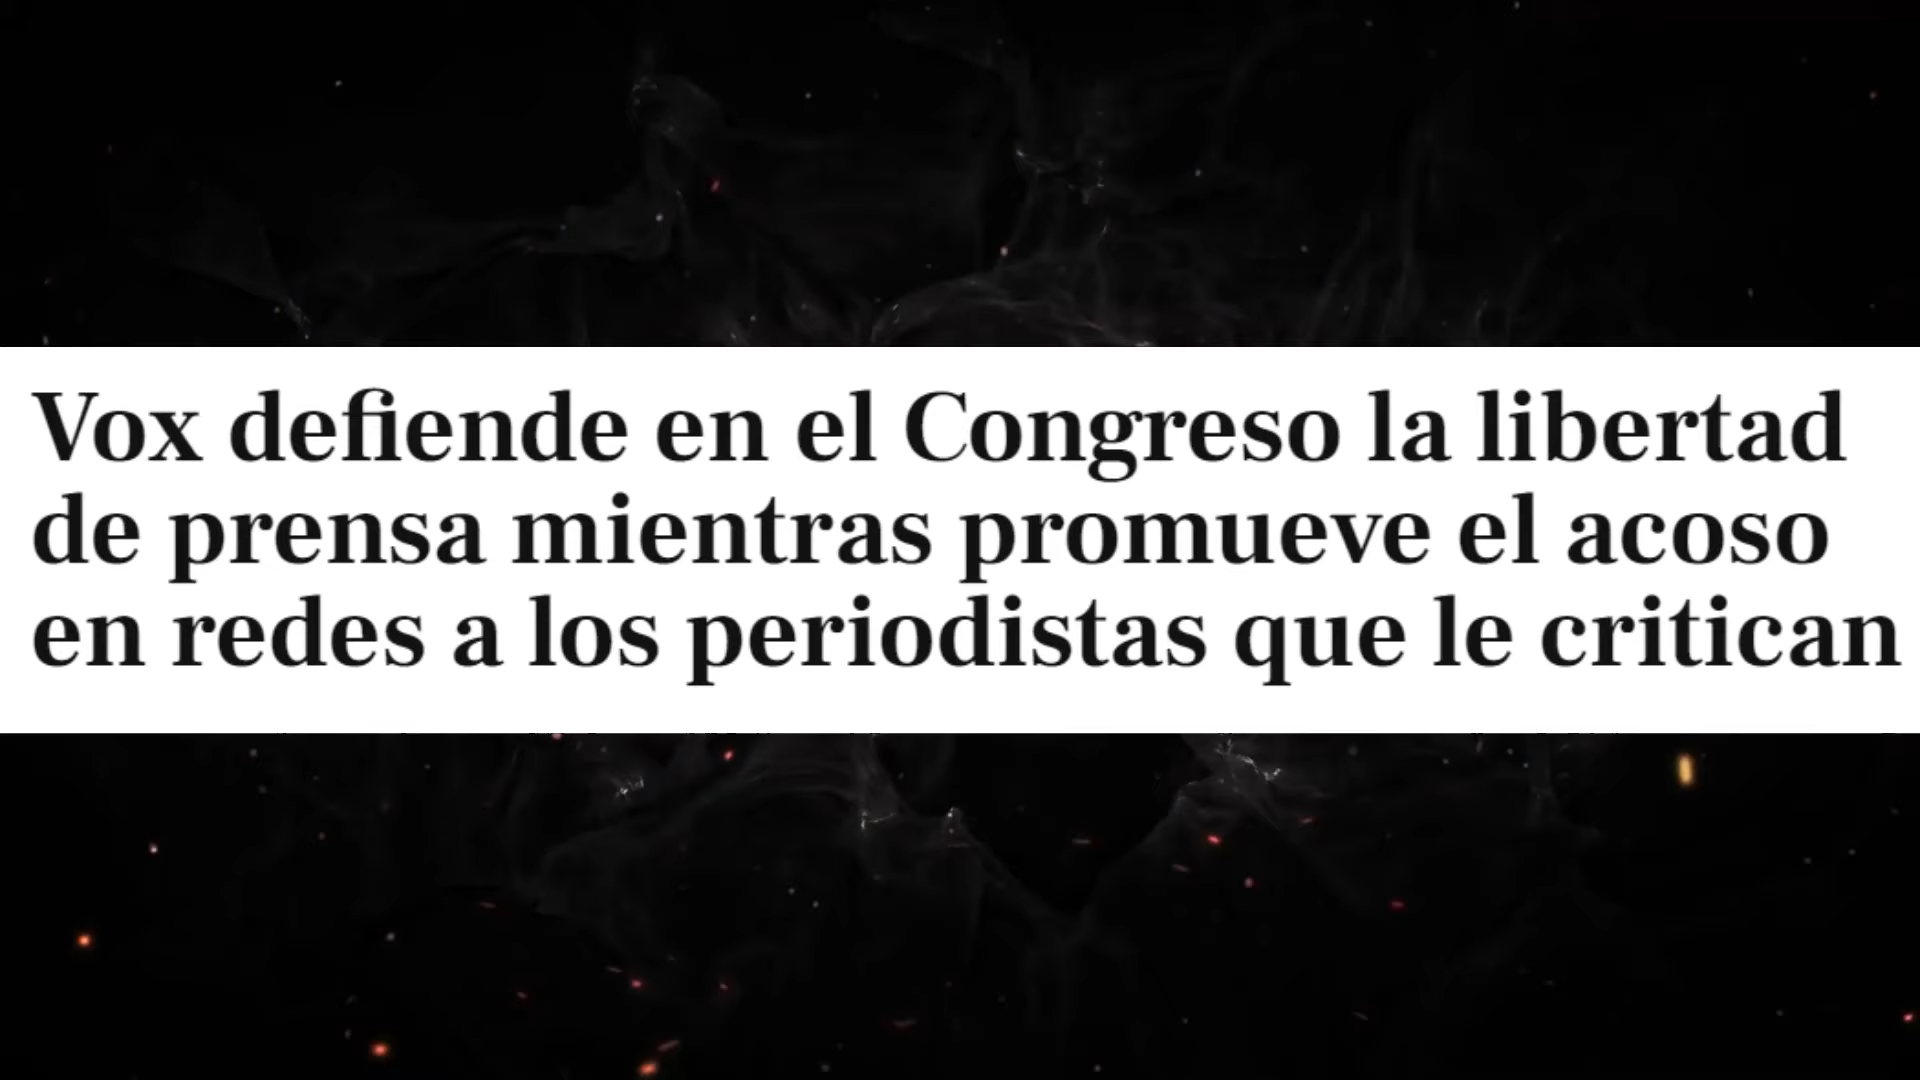 Vox defiende en el Congreso la libertad
de prensa mientras promueve el acoso
en redes a los periodistas que le critican